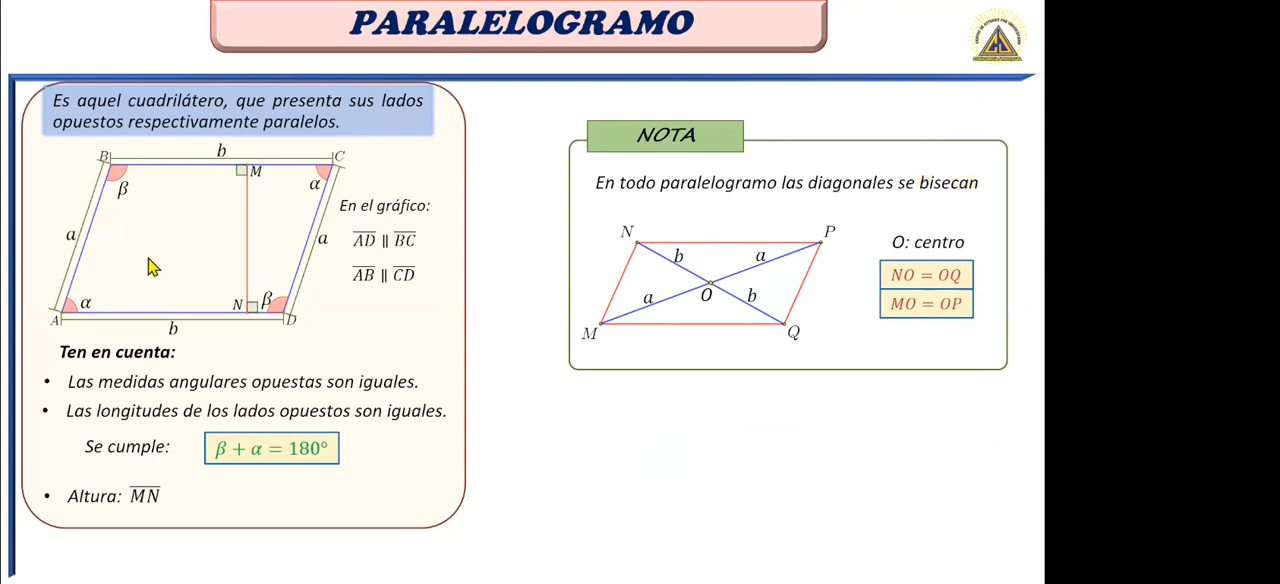 PARALELOGRAMO
Es aquel cuadrilátero, que presenta sus lados
opuestos respectivamente paralelos.
B b C
M
β α
a a
En el gráfico:
AD ∥ BC
AB ∥ CD
α N β
A b D
Ten en cuenta:
• Las medidas angulares opuestas son iguales.
• Las longitudes de los lados opuestos son iguales.
Se cumple: β + α = 180°
• Altura: MN
NOTA
En todo paralelogramo las diagonales se bisecan
N P
b a
a O b
M Q
O: centro
NO = OQ
MO = OP